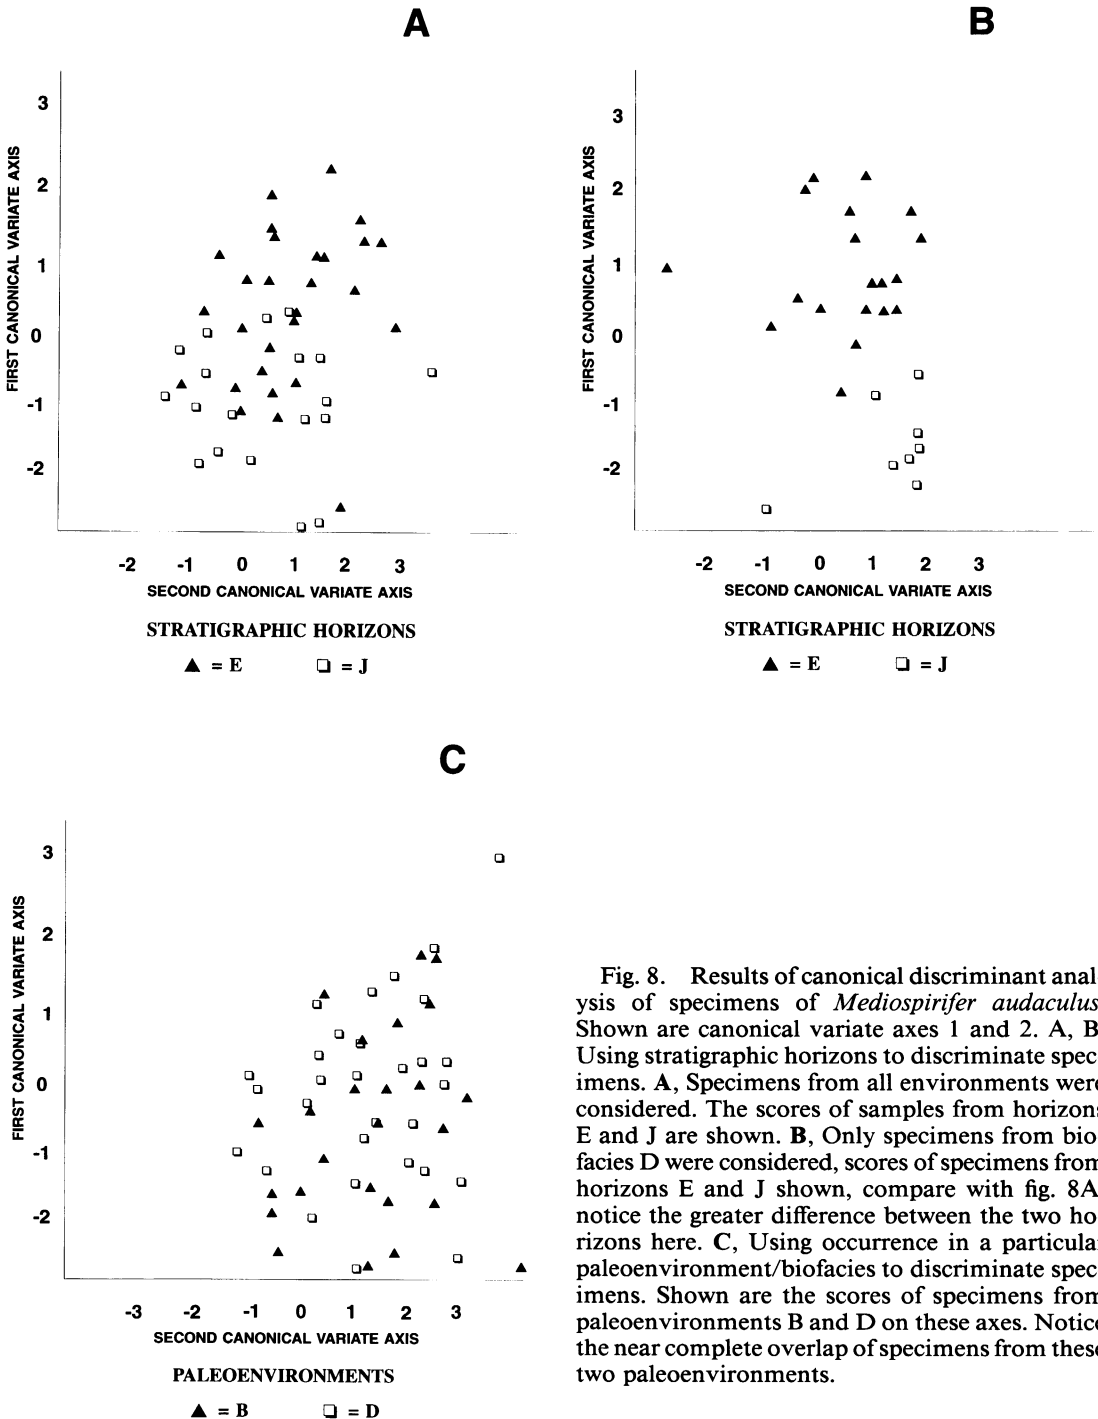 A
3
2
1
0
-1
-2
FIRST CANONICAL VARIATE AXIS
-2 -1 0 1 2 3
SECOND CANONICAL VARIATE AXIS
STRATIGRAPHIC HORIZONS
= E = J
B
3
2
1
0
-1
-2
FIRST CANONICAL VARIATE AXIS
-2 -1 0 1 2 3
SECOND CANONICAL VARIATE AXIS
STRATIGRAPHIC HORIZONS
= E = J
C
3
2
1
0
-1
-2
FIRST CANONICAL VARIATE AXIS
-3 -2 -1 0 1 2 3
SECOND CANONICAL VARIATE AXIS
PALEOENVIRONMENTS
= B = D
Fig. 8. Results of canonical discriminant anal
ysis of specimens of Mediospirifer audaculus
Shown are canonical variate axes 1 and 2. A, B
Using stratigraphic horizons to discriminate spec
imens. A, Specimens from all environments were
considered. The scores of samples from horizons
E and J are shown. B, Only specimens from bio
facies D were considered, scores of specimens from
horizons E and J shown, compare with fig. 8A
notice the greater difference between the two ho
rizons here. C, Using occurrence in a particular
paleoenvironment/biofacies to discriminate spec
imens. Shown are the scores of specimens from
paleoenvironments B and D on these axes. Notice
the near complete overlap of specimens from these
two paleoenvironments.